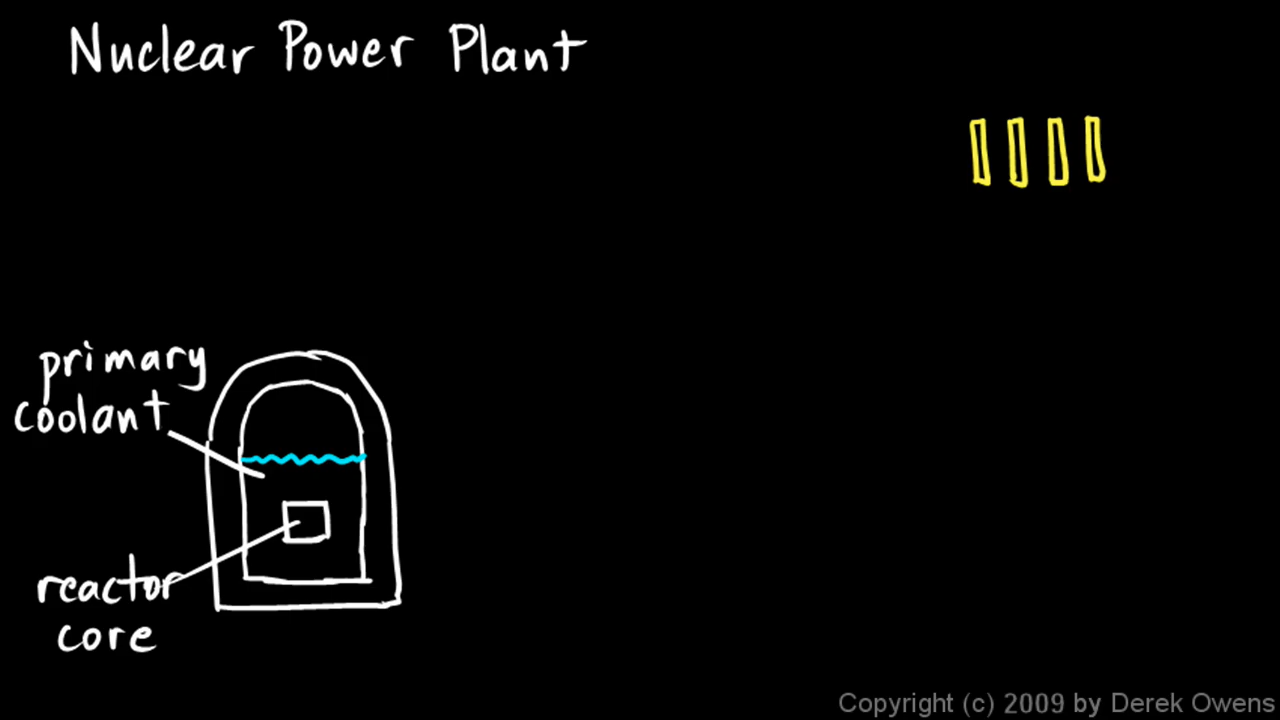 Nuclear Power Plant
primary
coolant
reactor
core
Copyright (c) 2009 by Derek Owens